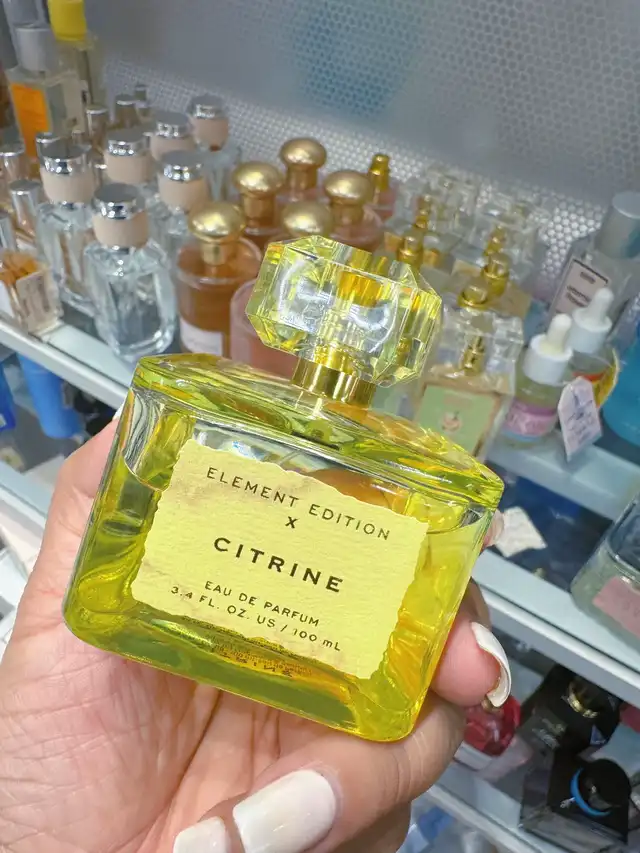 ELEMENT EDITION
X
CITRINE
EAU DE PARFUM
3.4 FL. OZ. US / 100 mL